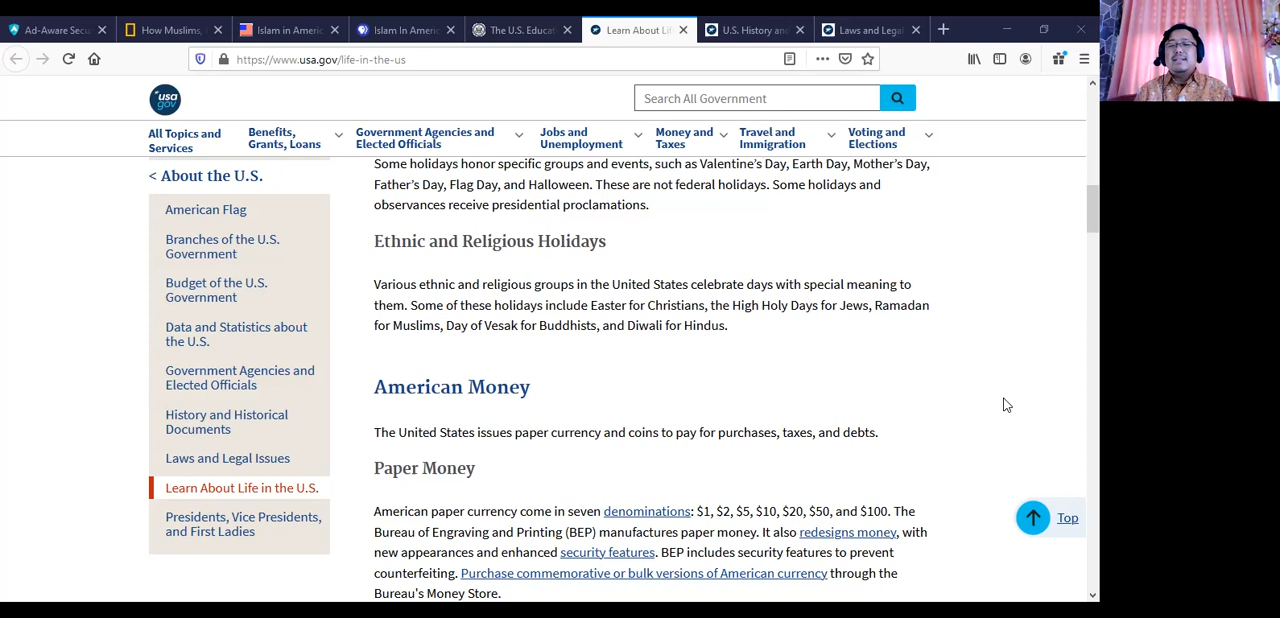 Ad-Aware Secu
How Muslims,
Islam in Americ
Islam In Americ
The U.S. Educat
Learn About Lif
U.S. History and
Laws and Legal
https://www.usa.gov/life-in-the-us
usa
gov
Search All Government
All Topics and
Services
Benefits,
Grants, Loans
Government Agencies and
Elected Officials
Jobs and
Unemployment
Money and
Taxes
Travel and
Immigration
Voting and
Elections
< About the U.S.
American Flag
Branches of the U.S.
Government
Budget of the U.S.
Government
Data and Statistics about
the U.S.
Government Agencies and
Elected Officials
History and Historical
Documents
Laws and Legal Issues
Learn About Life in the U.S.
Presidents, Vice Presidents,
and First Ladies
Some holidays honor specific groups and events, such as Valentine's Day, Earth Day, Mother's Day,
Father's Day, Flag Day, and Halloween. These are not federal holidays. Some holidays and
observances receive presidential proclamations.
Ethnic and Religious Holidays
Various ethnic and religious groups in the United States celebrate days with special meaning to
them. Some of these holidays include Easter for Christians, the High Holy Days for Jews, Ramadan
for Muslims, Day of Vesak for Buddhists, and Diwali for Hindus.
American Money
The United States issues paper currency and coins to pay for purchases, taxes, and debts.
Paper Money
American paper currency come in seven denominations: $1, $2, $5, $10, $20, $50, and $100. The
Bureau of Engraving and Printing (BEP) manufactures paper money. It also redesigns money, with
new appearances and enhanced security features. BEP includes security features to prevent
counterfeiting. Purchase commemorative or bulk versions of American currency through the
Bureau's Money Store.
Top